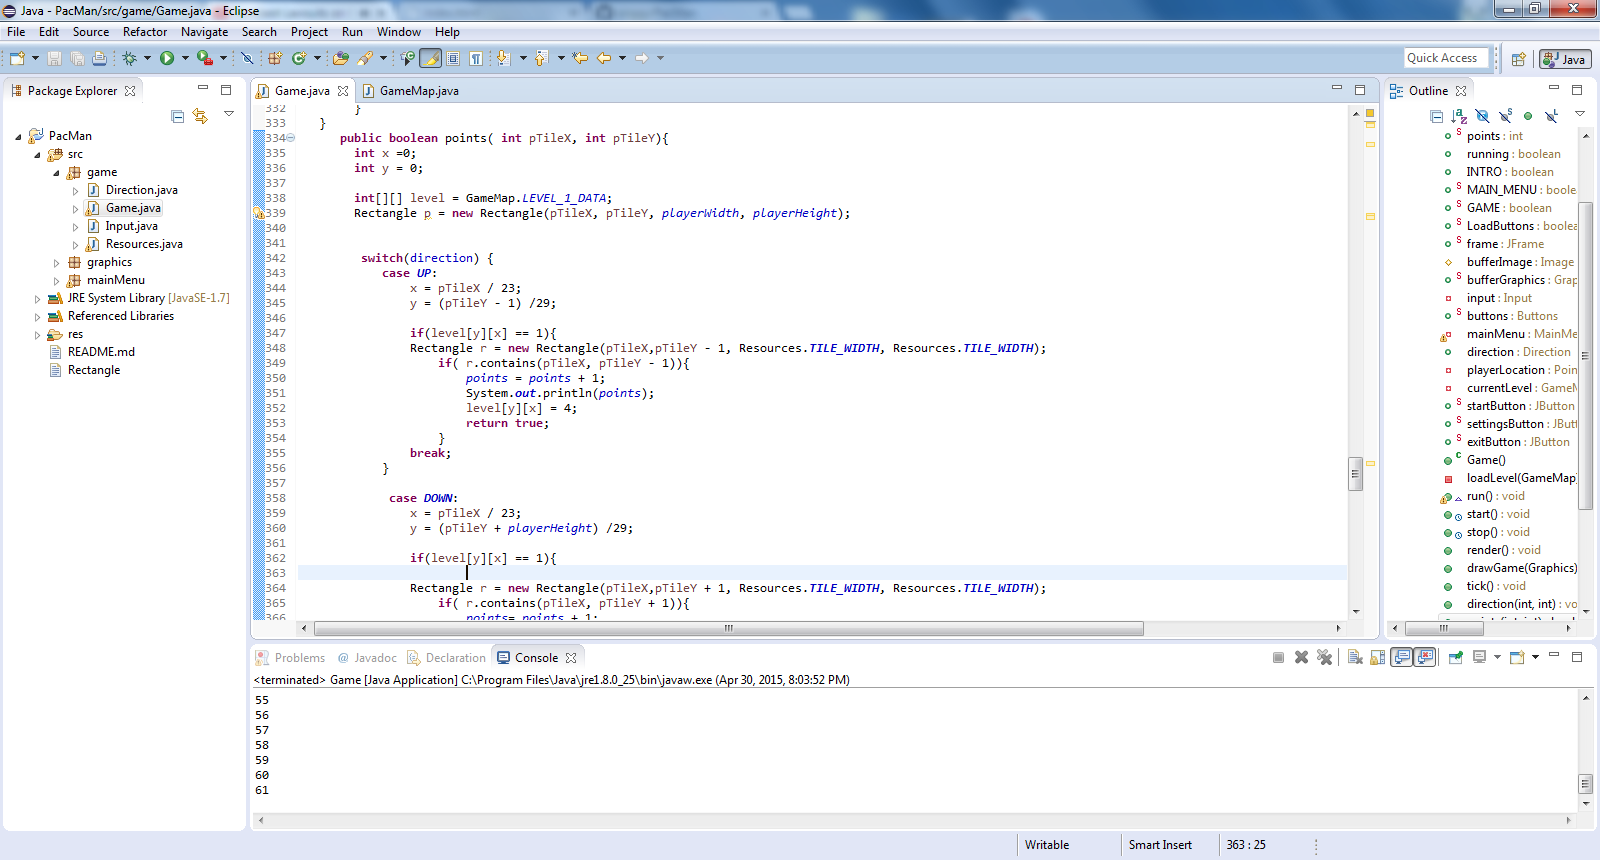 Java - PacMan/src/game/Game.java - Eclipse
File Edit Source Refactor Navigate Search Project Run Window Help
Quick Access
Java
Package Explorer
PacMan
src
game
Direction.java
Game.java
Input.java
Resources.java
graphics
mainMenu
JRE System Library [JavaSE-1.7]
Referenced Libraries
res
README.md
Rectangle
Game.java
GameMap.java
332 }
333 }
334 public boolean points( int pTileX, int pTileY){
335 int x =0;
336 int y = 0;
337
338 int[][] level = GameMap.LEVEL_1_DATA;
339 Rectangle p = new Rectangle(pTileX, pTileY, playerWidth, playerHeight);
340
341
342 switch(direction) {
343 case UP:
344 x = pTileX / 23;
345 y = (pTileY - 1) /29;
346
347 if(level[y][x] == 1){
348 Rectangle r = new Rectangle(pTileX,pTileY - 1, Resources.TILE_WIDTH, Resources.TILE_WIDTH);
349 if( r.contains(pTileX, pTileY - 1)){
350 points = points + 1;
351 System.out.println(points);
352 level[y][x] = 4;
353 return true;
354 }
355 break;
356 }
357
358 case DOWN:
359 x = pTileX / 23;
360 y = (pTileY + playerHeight) /29;
361
362 if(level[y][x] == 1){
363
364 Rectangle r = new Rectangle(pTileX,pTileY + 1, Resources.TILE_WIDTH, Resources.TILE_WIDTH);
365 if( r.contains(pTileX, pTileY + 1)){
366 points= points + 1;
Outline
points : int
running : boolean
INTRO : boolean
MAIN_MENU : boole
GAME : boolean
LoadButtons : boolea
frame : JFrame
bufferImage : Image
bufferGraphics : Grap
input : Input
buttons : Buttons
mainMenu : MainMe
direction : Direction
playerLocation : Poin
currentLevel : GameM
startButton : JButton
settingsButton : JButt
exitButton : JButton
Game()
loadLevel(GameMap)
run() : void
start() : void
stop() : void
render() : void
drawGame(Graphics)
tick() : void
direction(int, int) : vo
Problems
Javadoc
Declaration
Console
<terminated> Game [Java Application] C:\Program Files\Java\jre1.8.0_25\bin\javaw.exe (Apr 30, 2015, 8:03:52 PM)
55
56
57
58
59
60
61
Writable
Smart Insert
363 : 25